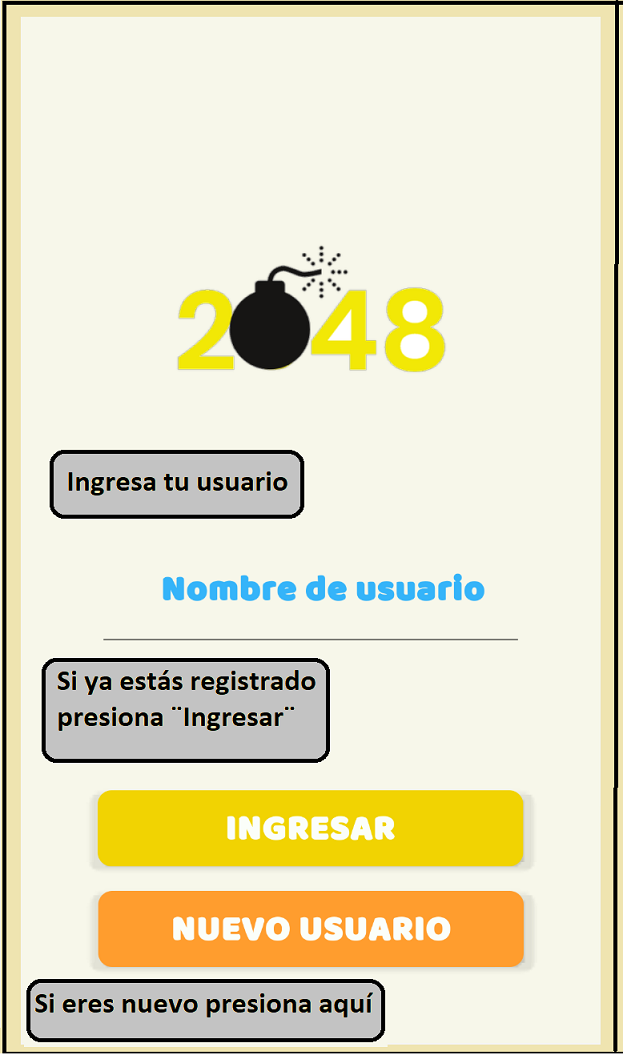 2048
Ingresa tu usuario
Nombre de usuario
Si ya estás registrado
presiona ¨Ingresar¨
INGRESAR
NUEVO USUARIO
Si eres nuevo presiona aquí